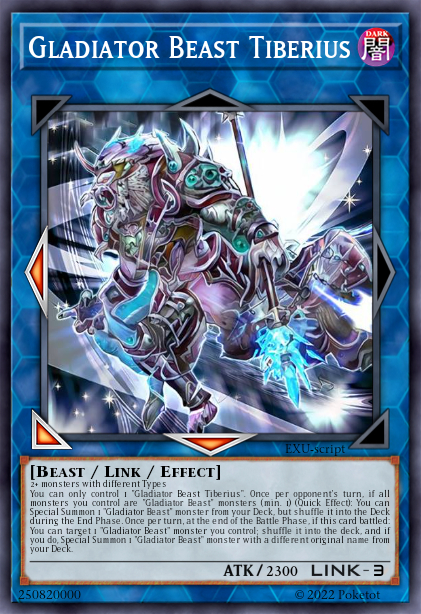 GLADIATOR BEAST TIBERIUS
DARK
闇
EXU-script
[BEAST / LINK / EFFECT]
2+ monsters with different Types
You can only control 1 "Gladiator Beast Tiberius". Once per opponent's turn, if all
monsters you control are "Gladiator Beast" monsters (min. 1) (Quick Effect): You can
Special Summon 1 "Gladiator Beast" monster from your Deck, but shuffle it into the Deck
during the End Phase. Once per turn, at the end of the Battle Phase, if this card battled:
You can target 1 "Gladiator Beast" monster you control; shuffle it into the Deck, and if
you do, Special Summon 1 "Gladiator Beast" monster with a different original name from
your Deck.
ATK / 2300 LINK-3
250820000 © 2022 Poketot